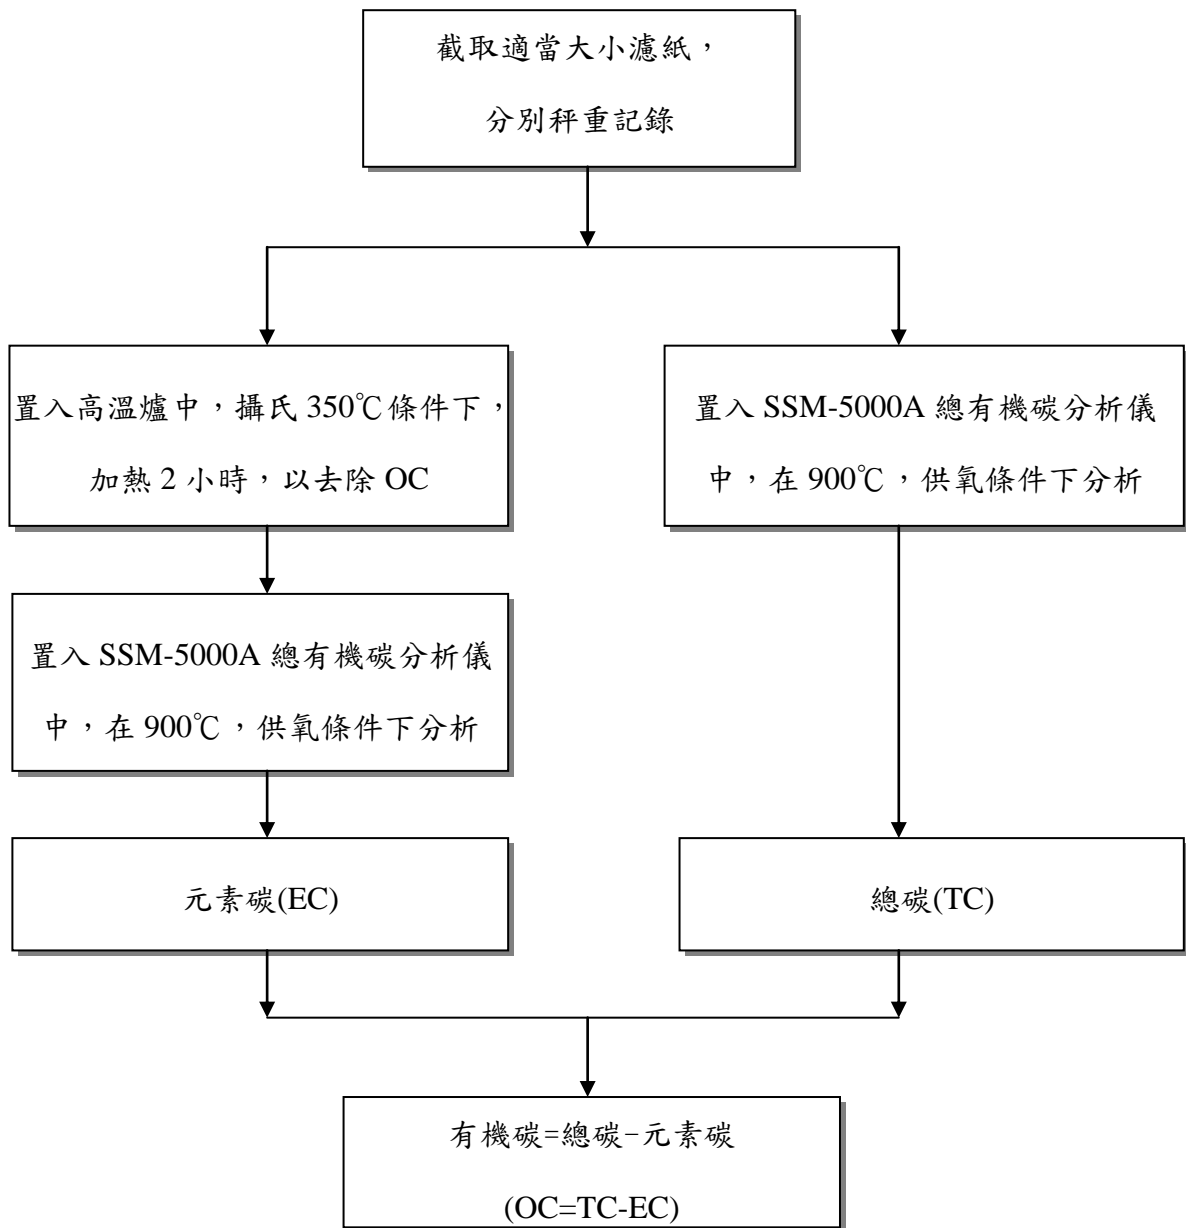 截取適當大小濾紙，
分別秤重記錄
置入高溫爐中，攝氏 350℃條件下，
加熱 2 小時，以去除 OC
置入 SSM-5000A 總有機碳分析儀
中，在 900℃，供氧條件下分析
置入 SSM-5000A 總有機碳分析儀
中，在 900℃，供氧條件下分析
元素碳(EC)
總碳(TC)
有機碳=總碳-元素碳
(OC=TC-EC)